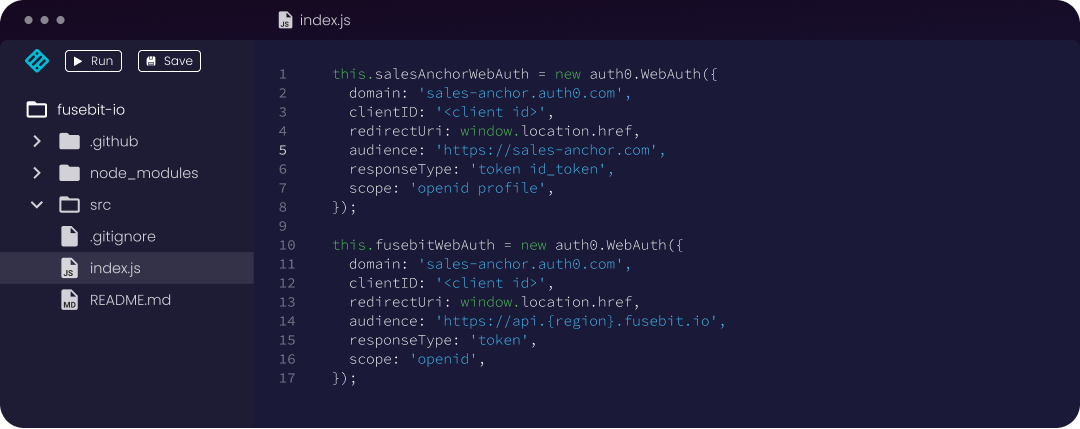 index.js
Run
Save
fusebit-io
.github
node_modules
src
.gitignore
index.js
README.md
1 this.salesAnchorWebAuth = new auth0.WebAuth({
2 domain: 'sales-anchor.auth0.com',
3 clientID: '<client id>',
4 redirectUri: window.location.href,
5 audience: 'https://sales-anchor.com',
6 responseType: 'token id_token',
7 scope: 'openid profile',
8 });
9
10 this.fusebitWebAuth = new auth0.WebAuth({
11 domain: 'sales-anchor.auth0.com',
12 clientID: '<client id>',
13 redirectUri: window.location.href,
14 audience: 'https://api.{region}.fusebit.io',
15 responseType: 'token',
16 scope: 'openid',
17 });